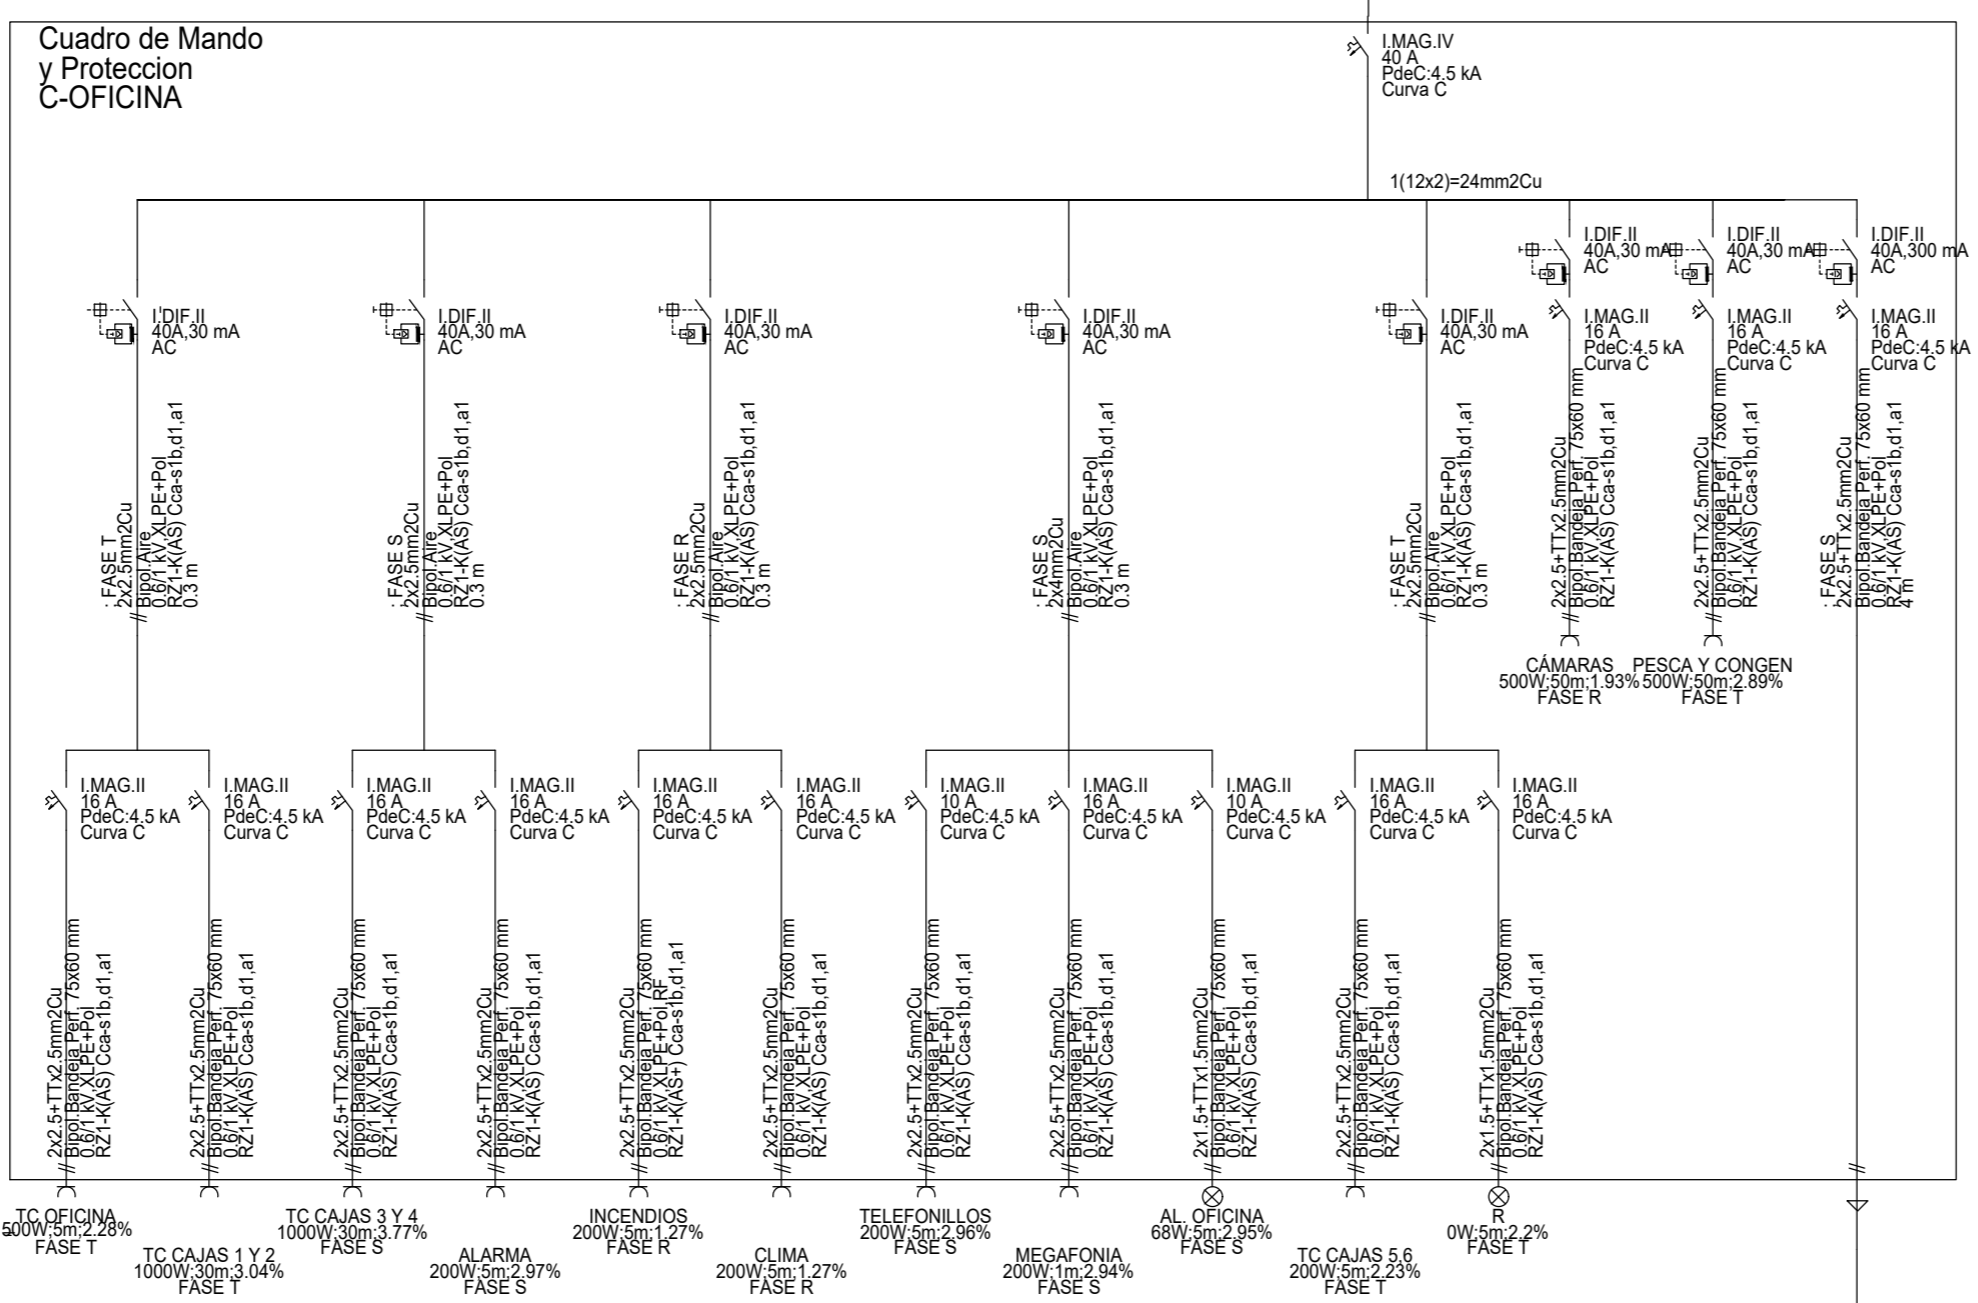 Cuadro de Mando
y Proteccion
C-OFICINA
I.MAG.IV
40 A
PdeC:4.5 kA
Curva C
1(12x2)=24mm2Cu
I.DIF.II
40A,30 mA
AC
I.DIF.II
40A,30 mA
AC
I.DIF.II
40A,300 mA
AC
I.DIF.II
40A,30 mA
AC
I.DIF.II
40A,30 mA
AC
I.DIF.II
40A,30 mA
AC
I.DIF.II
40A,30 mA
AC
I.DIF.II
40A,30 mA
AC
I.MAG.II
16 A
PdeC:4.5 kA
Curva C
I.MAG.II
16 A
PdeC:4.5 kA
Curva C
I.MAG.II
16 A
PdeC:4.5 kA
Curva C
; FASE T
2x2.5mm2Cu
Bipol.Aire
0.6/1 kV,XLPE+Pol
RZ1-K(AS) Cca-s1b,d1,a1
0.3 m
; FASE S
2x2.5mm2Cu
Bipol.Aire
0.6/1 kV,XLPE+Pol
RZ1-K(AS) Cca-s1b,d1,a1
0.3 m
; FASE R
2x2.5mm2Cu
Bipol.Aire
0.6/1 kV,XLPE+Pol
RZ1-K(AS) Cca-s1b,d1,a1
0.3 m
; FASE S
2x4mm2Cu
Bipol.Aire
0.6/1 kV,XLPE+Pol
RZ1-K(AS) Cca-s1b,d1,a1
0.3 m
; FASE T
2x2.5mm2Cu
Bipol.Aire
0.6/1 kV,XLPE+Pol
RZ1-K(AS) Cca-s1b,d1,a1
0.3 m
2x2.5+TTx2.5mm2Cu
Bipol.Bandeja Perf. 75x60 mm
0.6/1 kV,XLPE+Pol
RZ1-K(AS) Cca-s1b,d1,a1
2x2.5+TTx2.5mm2Cu
Bipol.Bandeja Perf. 75x60 mm
0.6/1 kV,XLPE+Pol
RZ1-K(AS) Cca-s1b,d1,a1
; FASE S
2x2.5+TTx2.5mm2Cu
Bipol.Bandeja Perf. 75x60 mm
0.6/1 kV,XLPE+Pol
RZ1-K(AS) Cca-s1b,d1,a1
4 m
CÁMARAS
500W;50m;1.93%
FASE R
PESCA Y CONGEN
500W;50m;2.89%
FASE T
I.MAG.II
16 A
PdeC:4.5 kA
Curva C
I.MAG.II
16 A
PdeC:4.5 kA
Curva C
I.MAG.II
16 A
PdeC:4.5 kA
Curva C
I.MAG.II
16 A
PdeC:4.5 kA
Curva C
I.MAG.II
16 A
PdeC:4.5 kA
Curva C
I.MAG.II
16 A
PdeC:4.5 kA
Curva C
I.MAG.II
10 A
PdeC:4.5 kA
Curva C
I.MAG.II
16 A
PdeC:4.5 kA
Curva C
I.MAG.II
10 A
PdeC:4.5 kA
Curva C
I.MAG.II
16 A
PdeC:4.5 kA
Curva C
I.MAG.II
16 A
PdeC:4.5 kA
Curva C
2x2.5+TTx2.5mm2Cu
Bipol.Bandeja Perf. 75x60 mm
0.6/1 kV,XLPE+Pol
RZ1-K(AS) Cca-s1b,d1,a1
2x2.5+TTx2.5mm2Cu
Bipol.Bandeja Perf. 75x60 mm
0.6/1 kV,XLPE+Pol
RZ1-K(AS) Cca-s1b,d1,a1
2x2.5+TTx2.5mm2Cu
Bipol.Bandeja Perf. 75x60 mm
0.6/1 kV,XLPE+Pol
RZ1-K(AS) Cca-s1b,d1,a1
2x2.5+TTx2.5mm2Cu
Bipol.Bandeja Perf. 75x60 mm
0.6/1 kV,XLPE+Pol
RZ1-K(AS) Cca-s1b,d1,a1
2x2.5+TTx2.5mm2Cu
Bipol.Bandeja Perf. 75x60 mm
0.6/1 kV,XLPE+Pol,RF
RZ1-K(AS+) Cca-s1b,d1,a1
2x2.5+TTx2.5mm2Cu
Bipol.Bandeja Perf. 75x60 mm
0.6/1 kV,XLPE+Pol
RZ1-K(AS) Cca-s1b,d1,a1
2x2.5+TTx2.5mm2Cu
Bipol.Bandeja Perf. 75x60 mm
0.6/1 kV,XLPE+Pol
RZ1-K(AS) Cca-s1b,d1,a1
2x2.5+TTx2.5mm2Cu
Bipol.Bandeja Perf. 75x60 mm
0.6/1 kV,XLPE+Pol
RZ1-K(AS) Cca-s1b,d1,a1
2x1.5+TTx1.5mm2Cu
Bipol.Bandeja Perf. 75x60 mm
0.6/1 kV,XLPE+Pol
RZ1-K(AS) Cca-s1b,d1,a1
2x2.5+TTx2.5mm2Cu
Bipol.Bandeja Perf. 75x60 mm
0.6/1 kV,XLPE+Pol
RZ1-K(AS) Cca-s1b,d1,a1
2x1.5+TTx1.5mm2Cu
Bipol.Bandeja Perf. 75x60 mm
0.6/1 kV,XLPE+Pol
RZ1-K(AS) Cca-s1b,d1,a1
TC OFICINA
500W;5m;2.28%
FASE T
TC CAJAS 1 Y 2
1000W;30m;3.04%
FASE T
TC CAJAS 3 Y 4
1000W;30m;3.77%
FASE S
ALARMA
200W;5m;2.97%
FASE S
INCENDIOS
200W;5m;1.27%
FASE R
CLIMA
200W;5m;1.27%
FASE R
TELEFONILLOS
200W;5m;2.96%
FASE S
MEGAFONIA
200W;1m;2.94%
FASE S
AL. OFICINA
68W;5m;2.95%
FASE S
TC CAJAS 5,6
200W;5m;2.23%
FASE T
R
0W;5m;2.2%
FASE T